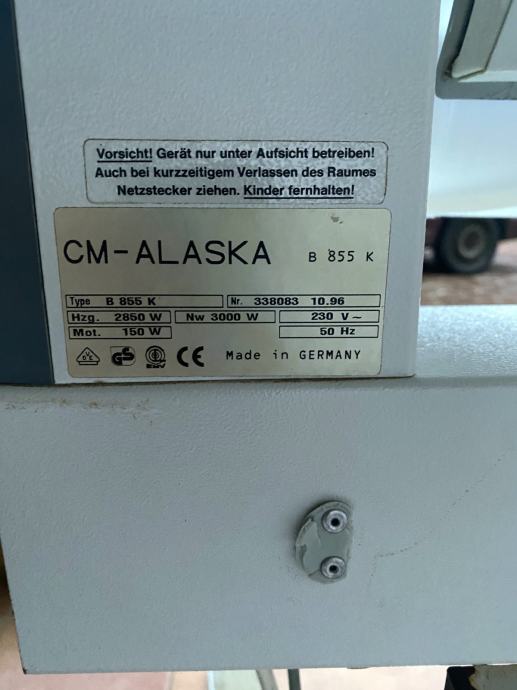 Vorsicht! Gerät nur unter Aufsicht betreiben!
Auch bei kurzzeitigem Verlassen des Raumes
Netzstecker ziehen. Kinder fernhalten!
CM-ALASKA B 855 K
Type B 855 K Nr. 338083 10.96
Hzg. 2850 W Nw 3000 W 230 V~
Mot. 150 W 50 Hz
VDE GS CE Made in GERMANY